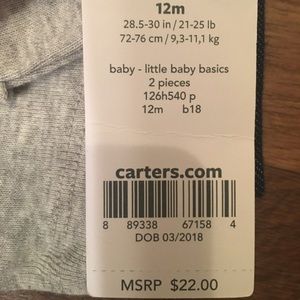 12m
28.5-30 in / 21-25 lb
72-76 cm / 9,3-11,1 kg
baby - little baby basics
2 pieces
126h540 p
12m b18
carters.com
8 89338 67158 4
DOB 03/2018
MSRP $22.00